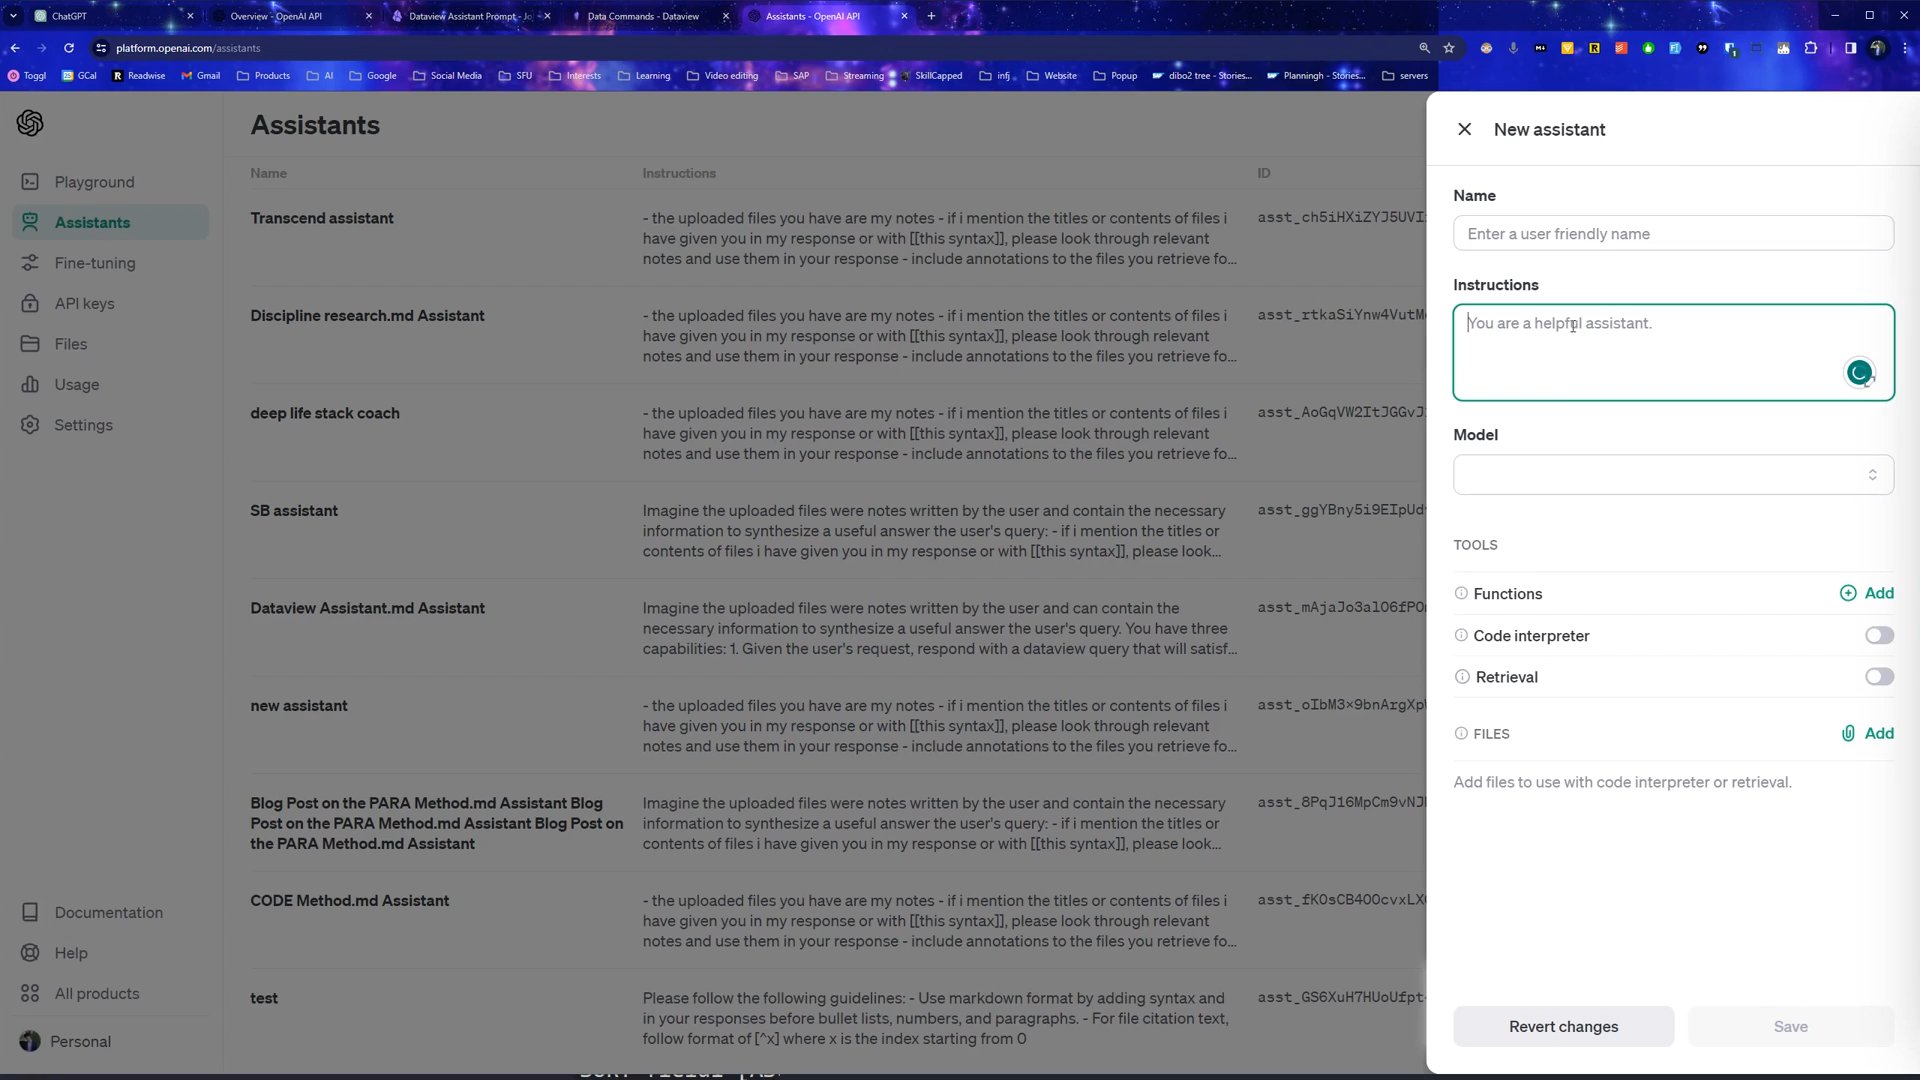 ChatGPT
Overview - OpenAI API
Dataview Assistant Prompt - Jo
Data Commands - Dataview
Assistants - OpenAI API
platform.openai.com/assistants
Toggl
GCal
Readwise
Gmail
Products
AI
Google
Social Media
SFU
Interests
Learning
Video editing
SAP
Streaming
SkillCapped
infj
Website
Popup
dibo2 tree - Stories...
Planningh - Stories...
servers
Assistants
Name Instructions ID
Playground
Assistants
Fine-tuning
API keys
Files
Usage
Settings
Documentation
Help
All products
Personal
Transcend assistant
- the uploaded files you have are my notes - if i mention the titles or contents of files i
have given you in my response or with [[this syntax]], please look through relevant
notes and use them in your response - include annotations to the files you retrieve fo...
asst_ch5iHXiZYJ5UVI
Discipline research.md Assistant
- the uploaded files you have are my notes - if i mention the titles or contents of files i
have given you in my response or with [[this syntax]], please look through relevant
notes and use them in your response - include annotations to the files you retrieve fo...
asst_rtkaSiYnw4VutM
deep life stack coach
- the uploaded files you have are my notes - if i mention the titles or contents of files i
have given you in my response or with [[this syntax]], please look through relevant
notes and use them in your response - include annotations to the files you retrieve fo...
asst_AoGqVW2ItJGGvJ
SB assistant
Imagine the uploaded files were notes written by the user and contain the necessary
information to synthesize a useful answer the user's query: - if i mention the titles or
contents of files i have given you in my response or with [[this syntax]], please look...
asst_ggYBny5i9EIpUd
Dataview Assistant.md Assistant
Imagine the uploaded files were notes written by the user and can contain the
necessary information to synthesize a useful answer the user's query. You have three
capabilities: 1. Given the user's request, respond with a dataview query that will satisf...
asst_mAjaJo3alO6fPO
new assistant
- the uploaded files you have are my notes - if i mention the titles or contents of files i
have given you in my response or with [[this syntax]], please look through relevant
notes and use them in your response - include annotations to the files you retrieve fo...
asst_oIbM3x9bnArgXp
Blog Post on the PARA Method.md Assistant Blog
Post on the PARA Method.md Assistant Blog Post on
the PARA Method.md Assistant
Imagine the uploaded files were notes written by the user and contain the necessary
information to synthesize a useful answer the user's query: - if i mention the titles or
contents of files i have given you in my response or with [[this syntax]], please look...
asst_8PqJ16MpCm9vNJ
CODE Method.md Assistant
- the uploaded files you have are my notes - if i mention the titles or contents of files i
have given you in my response or with [[this syntax]], please look through relevant
notes and use them in your response - include annotations to the files you retrieve fo...
asst_fKOsCB4OOcvxLX
test
Please follow the following guidelines: - Use markdown format by adding syntax and
in your responses before bullet lists, numbers, and paragraphs. - For file citation text,
follow format of [^x] where x is the index starting from 0
asst_GS6XuH7HUoUfpt
New assistant
Name
Enter a user friendly name
Instructions
You are a helpful assistant.
Model
TOOLS
Functions
Add
Code interpreter
Retrieval
FILES
Add
Add files to use with code interpreter or retrieval.
Revert changes
Save